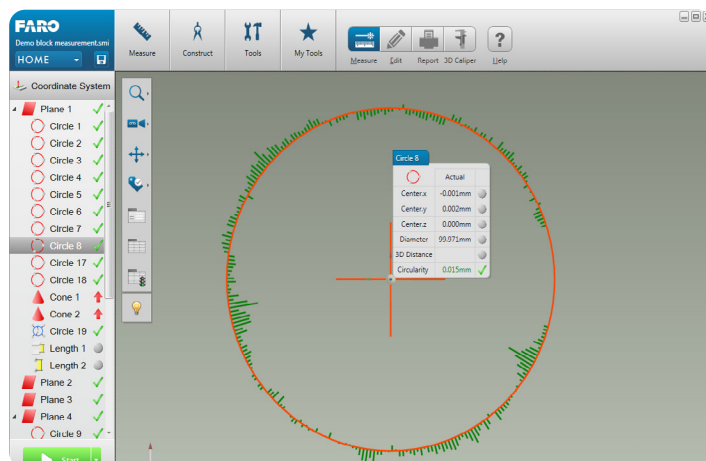 FARO
Demo block measurement.smi
HOME
Measure
Construct
Tools
My Tools
Measure
Edit
Report
3D Caliper
?
Help
Coordinate System
Plane 1
Circle 1
Circle 2
Circle 3
Circle 4
Circle 5
Circle 6
Circle 7
Circle 8
Circle 17
Circle 18
Cone 1
Cone 2
Circle 19
Length 1
Length 2
Plane 2
Plane 3
Plane 4
Circle 9
Start
Circle 8
Actual
Center.x -0.001mm
Center.y 0.002mm
Center.z 0.000mm
Diameter 99.971mm
3D Distance
Circularity 0.015mm